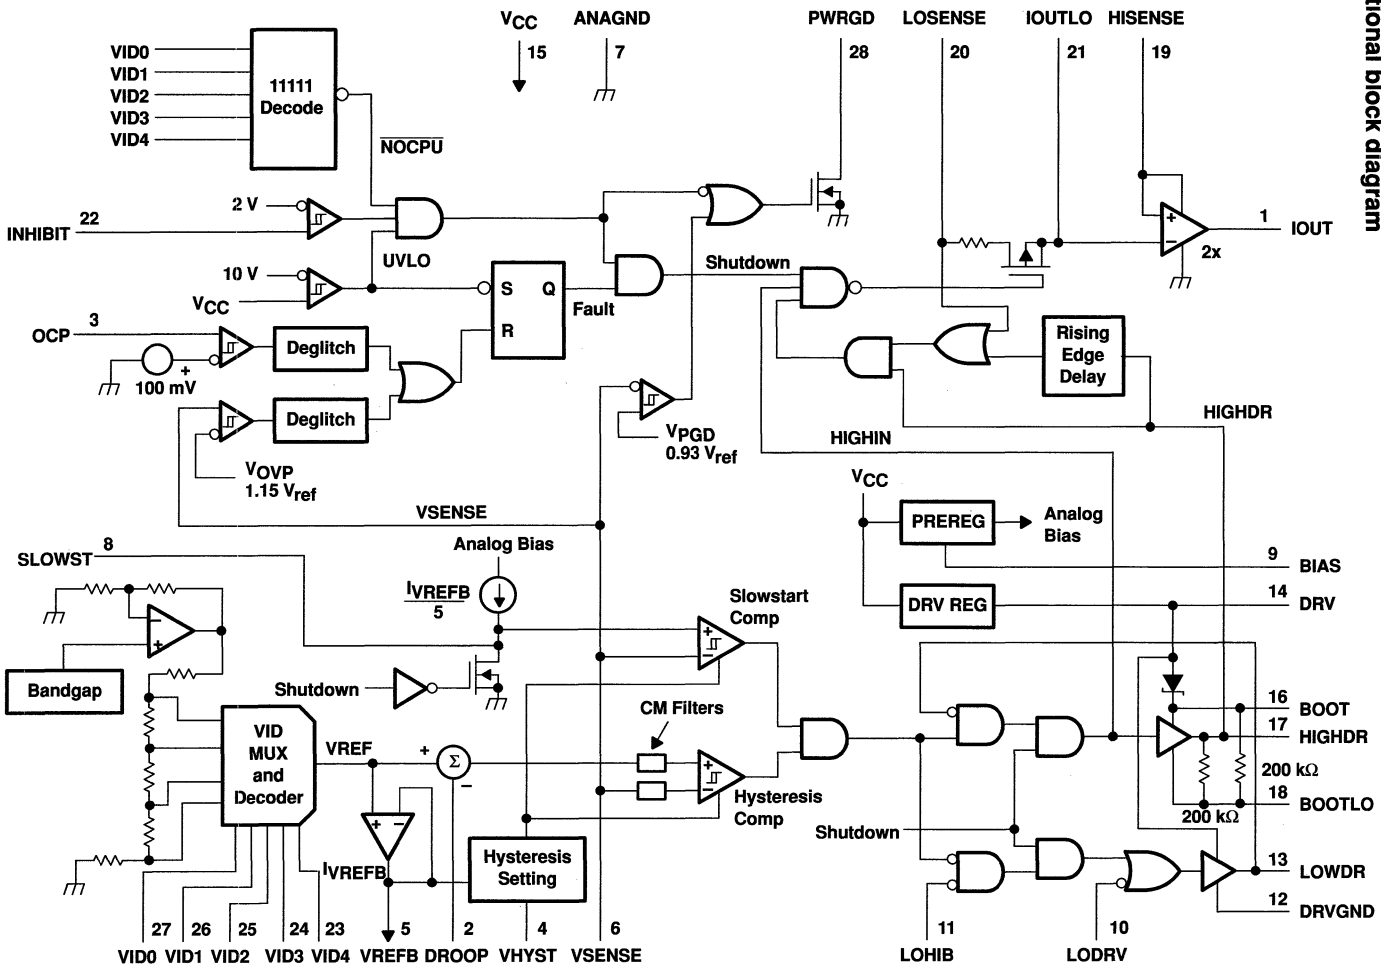 tional block diagram
VCC
15
ANAGND
7
PWRGD
28
LOSENSE
20
IOUTLO
21
HISENSE
19
VID0
VID1
VID2
VID3
VID4
11111
Decode
NOCPU
2 V
22
INHIBIT
UVLO
10 V
VCC
S
Q
R
Fault
Shutdown
+
−
2x
1
IOUT
3
OCP
+
100 mV
Deglitch
Deglitch
VOVP
1.15 Vref
VPGD
0.93 Vref
Rising
Edge
Delay
HIGHDR
HIGHIN
VSENSE
VCC
PREREG
Analog
Bias
9
BIAS
14
DRV
DRV REG
8
SLOWST
Analog Bias
IVREFB
5
Slowstart
Comp
+
−
−
+
Bandgap
Shutdown
CM Filters
16
BOOT
17
HIGHDR
200 kΩ
18
BOOTLO
200 kΩ
VID
MUX
and
Decoder
VREF
+
Σ
−
+
−
Hysteresis
Comp
+
−
Shutdown
IVREFB
Hysteresis
Setting
13
LOWDR
12
DRVGND
27
VID0
26
VID1
25
VID2
24
VID3
23
VID4
5
VREFB
2
DROOP
4
VHYST
6
VSENSE
11
LOHIB
10
LODRV